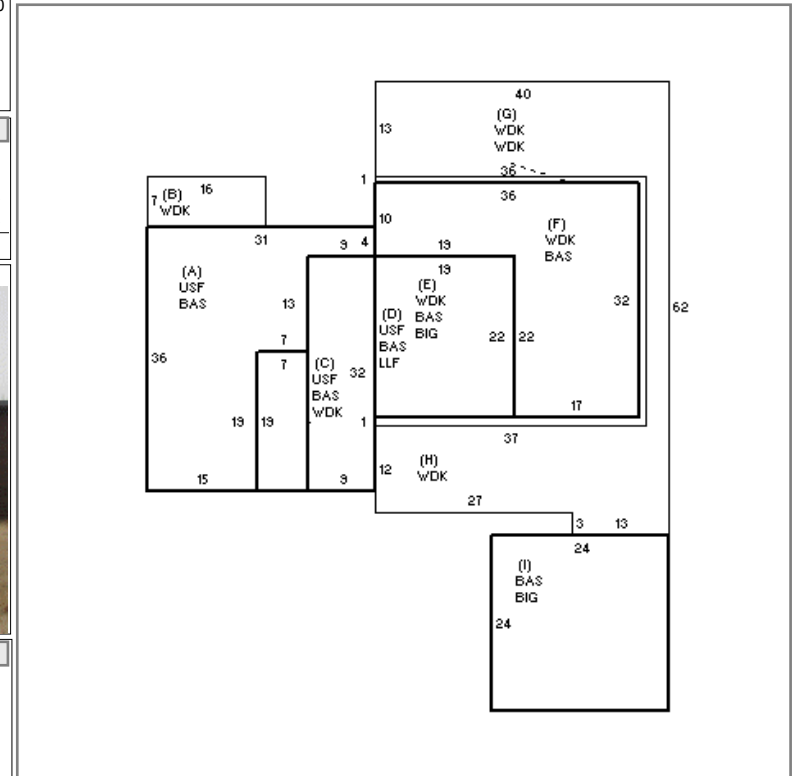 40
(G)
WDK
WDK
13
36
1
36
16
7
(B)
WDK
10
31
9
4
19
19
(F)
WDK
BAS
(A)
USF
BAS
(E)
WDK
BAS
BIG
13
32
62
(D)
USF
BAS
LLF
22
22
7
7
36
(C)
USF
BAS
WDK
32
17
19
19
1
37
12
(H)
WDK
15
9
27
3
13
24
(I)
BAS
BIG
24